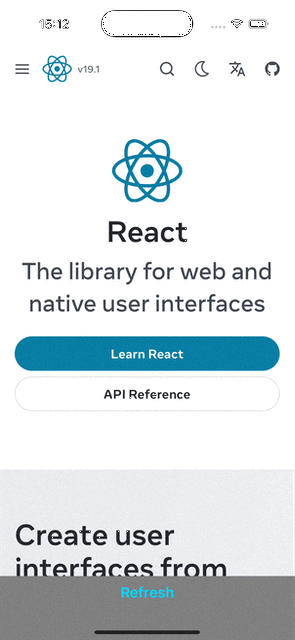 15:12
v19.1
React
The library for web and
native user interfaces
Learn React
API Reference
Create user
interfaces from
Refresh